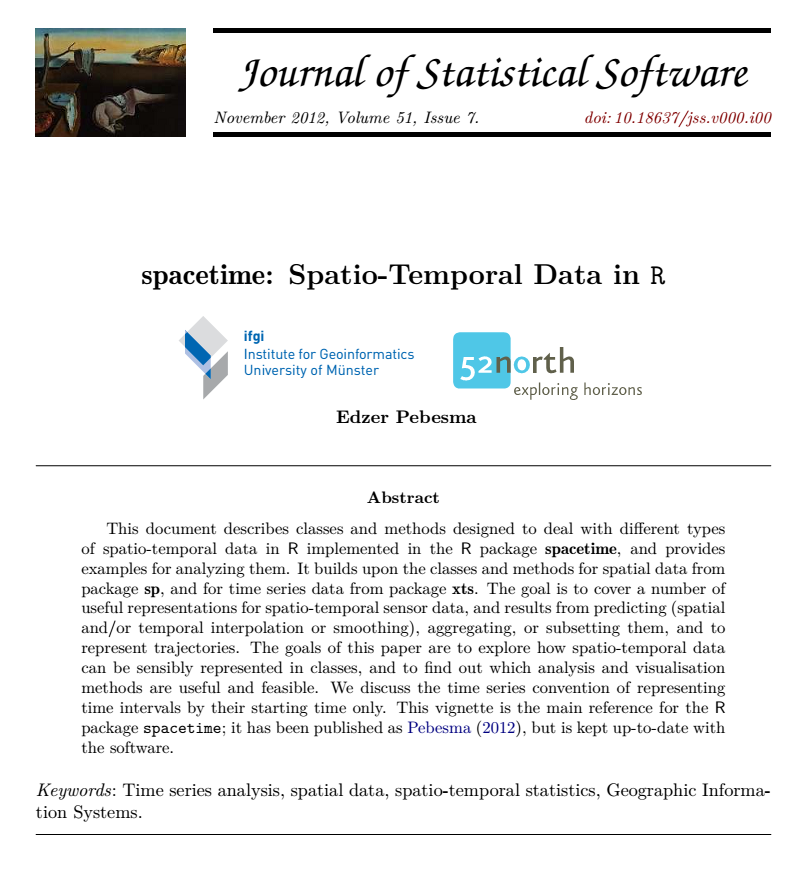 Journal of Statistical Software
November 2012, Volume 51, Issue 7.
doi: 10.18637/jss.v000.i00
spacetime: Spatio-Temporal Data in R
ifgi
Institute for Geoinformatics
University of Münster
52north
exploring horizons
Edzer Pebesma
Abstract
This document describes classes and methods designed to deal with different types
of spatio-temporal data in R implemented in the R package spacetime, and provides
examples for analyzing them. It builds upon the classes and methods for spatial data from
package sp, and for time series data from package xts. The goal is to cover a number of
useful representations for spatio-temporal sensor data, and results from predicting (spatial
and/or temporal interpolation or smoothing), aggregating, or subsetting them, and to
represent trajectories. The goals of this paper are to explore how spatio-temporal data
can be sensibly represented in classes, and to find out which analysis and visualisation
methods are useful and feasible. We discuss the time series convention of representing
time intervals by their starting time only. This vignette is the main reference for the R
package spacetime; it has been published as Pebesma (2012), but is kept up-to-date with
the software.
Keywords: Time series analysis, spatial data, spatio-temporal statistics, Geographic Informa-
tion Systems.